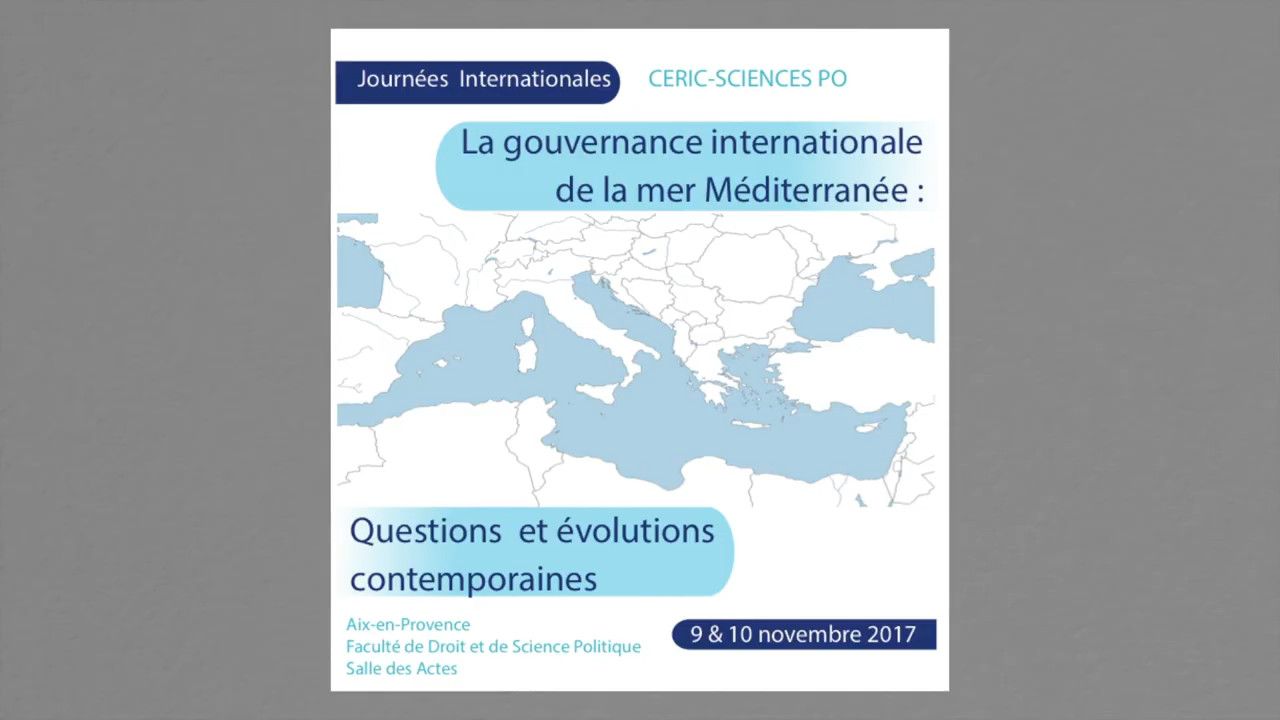 Journées Internationales
CERIC-SCIENCES PO
La gouvernance internationale
de la mer Méditerranée :
Questions et évolutions
contemporaines
Aix-en-Provence
Faculté de Droit et de Science Politique
Salle des Actes
9 & 10 novembre 2017